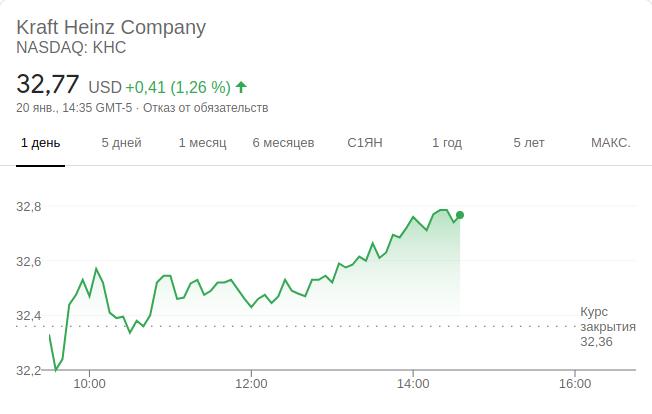 Kraft Heinz Company
NASDAQ: KHC
32,77 USD +0,41 (1,26 %)
20 янв., 14:35 GMT-5 · Отказ от обязательств
1 день 5 дней 1 месяц 6 месяцев С1ЯН 1 год 5 лет МАКС.
32,8
32,6
32,4
32,2
Курс
закрытия
32,36
10:00 12:00 14:00 16:00